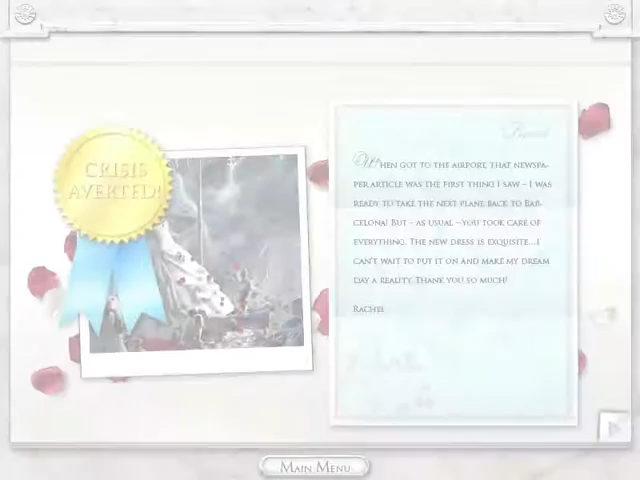 CRISIS
AVERTED!
WHEN GOT TO THE AIRPORT, THAT NEWSPA-
PER ARTICLE WAS THE FIRST THING I SAW – I WAS
READY TO TAKE THE NEXT PLANE BACK TO BAR-
CELONA! BUT – AS USUAL – YOU TOOK CARE OF
EVERYTHING. THE NEW DRESS IS EXQUISITE...I
CAN'T WAIT TO PUT IT ON AND MAKE MY DREAM
DAY A REALITY. THANK YOU SO MUCH!
RACHEL
MAIN MENU